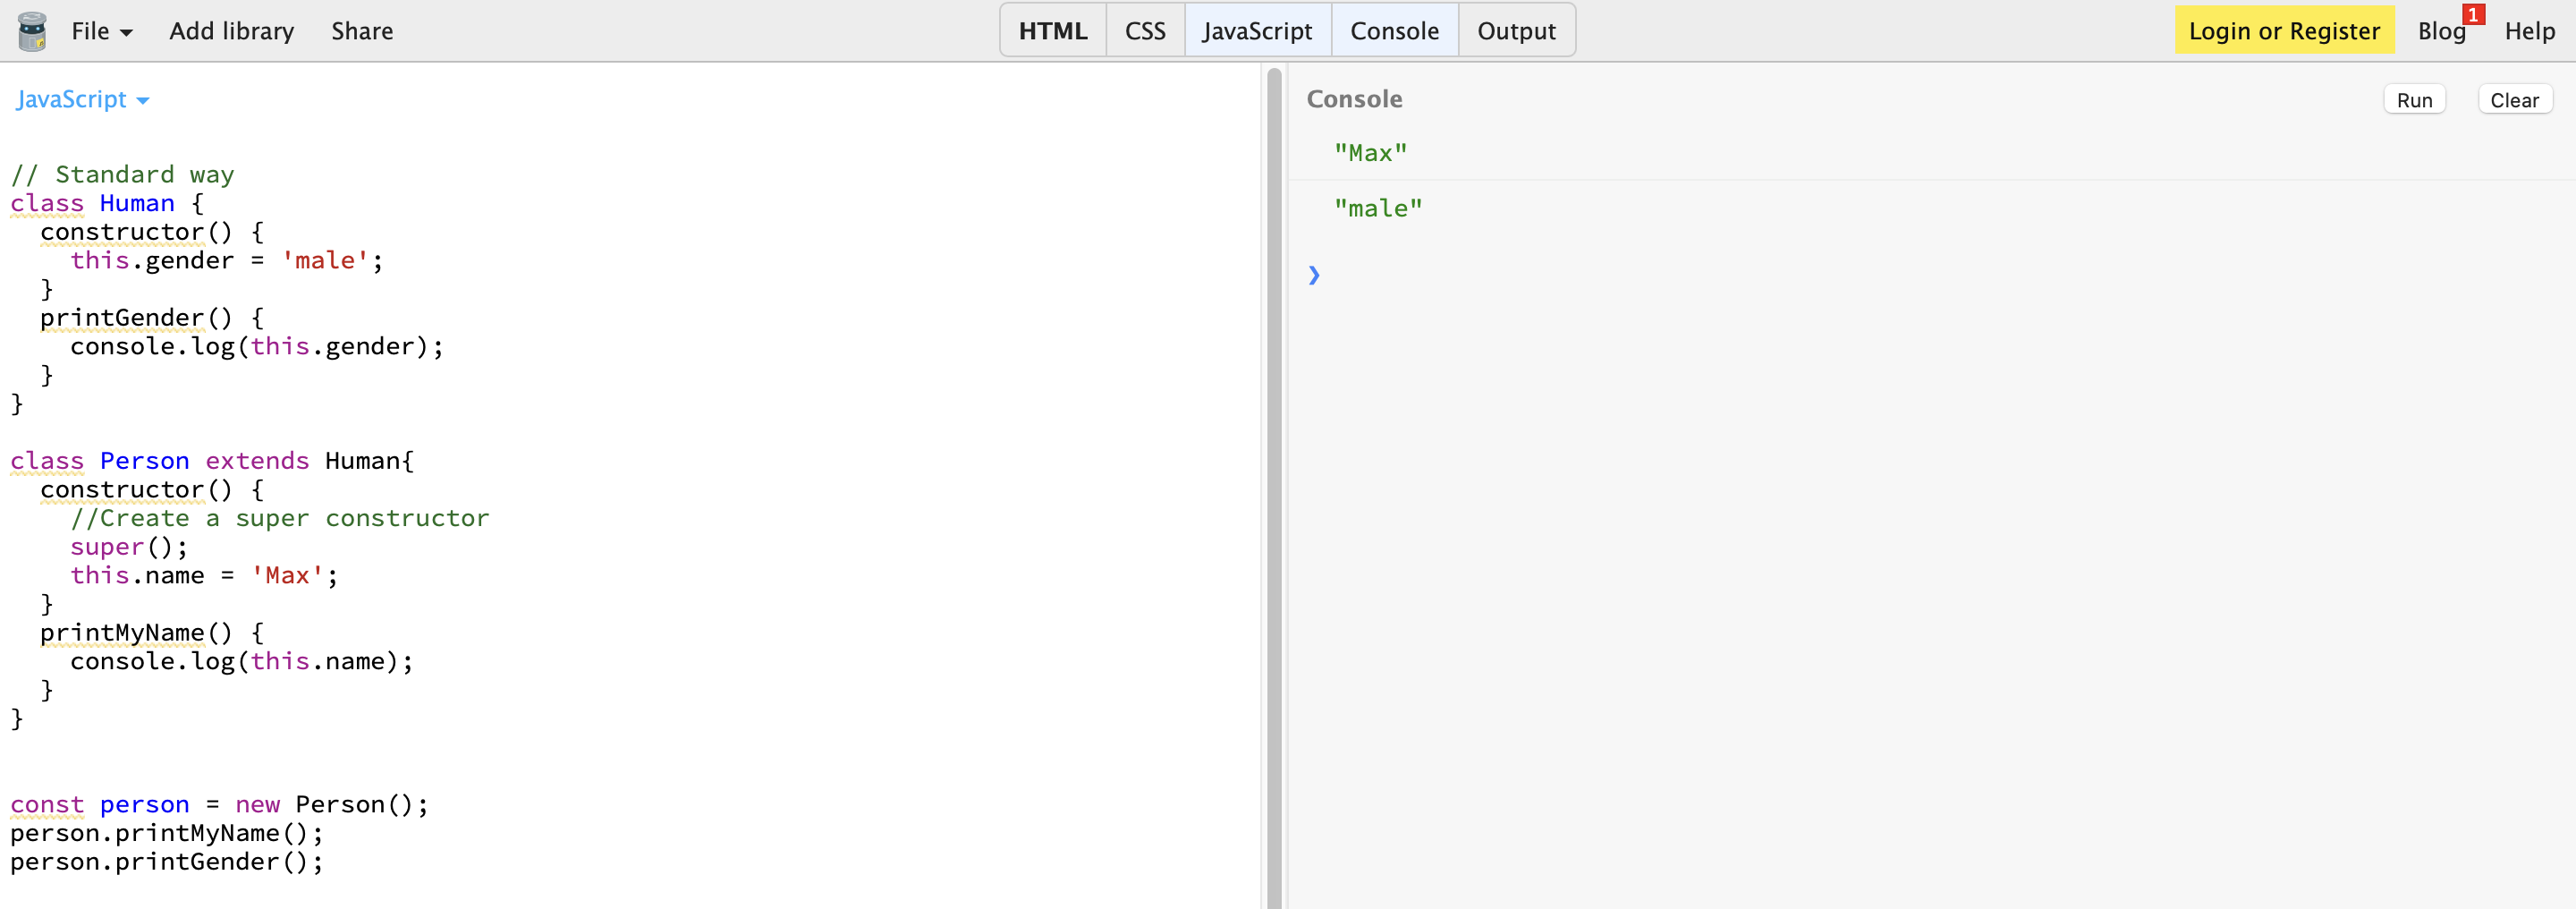 File Add library Share HTML CSS JavaScript Console Output Login or Register Blog 1 Help
JavaScript
// Standard way
class Human {
  constructor() {
    this.gender = 'male';
  }
  printGender() {
    console.log(this.gender);
  }
}
class Person extends Human{
  constructor() {
    //Create a super constructor
    super();
    this.name = 'Max';
  }
  printMyName() {
    console.log(this.name);
  }
}
const person = new Person();
person.printMyName();
person.printGender();
Console Run Clear
"Max"
"male"
❯